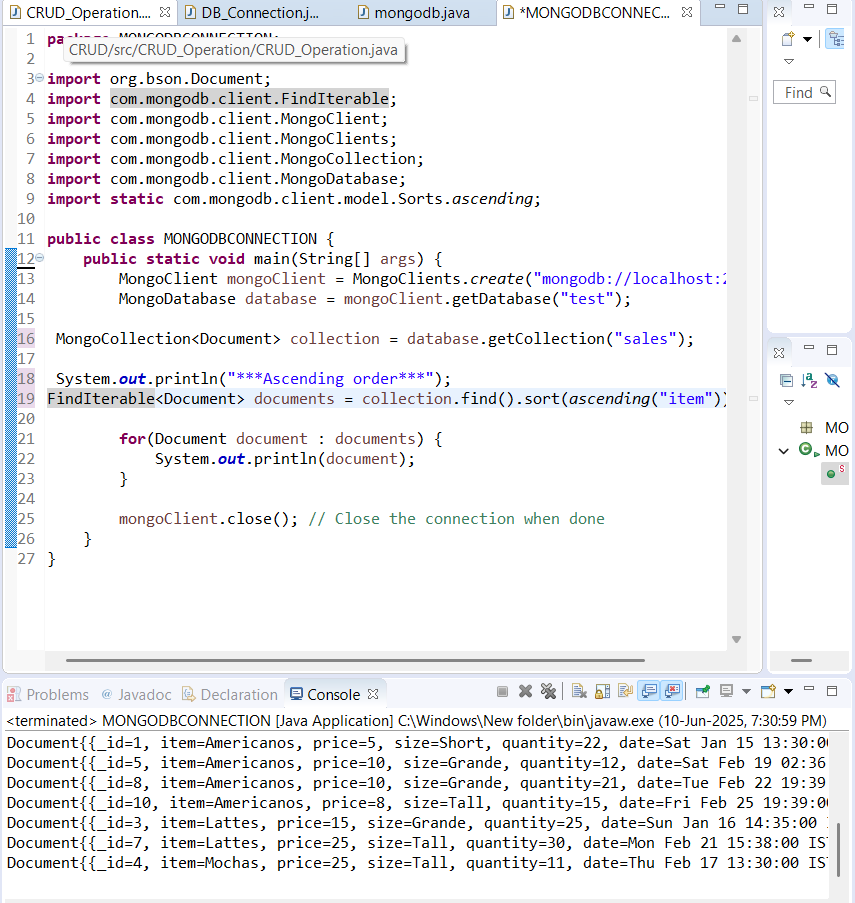 CRUD_Operation....
DB_Connection.j...
mongodb.java
*MONGODBCONNEC...
CRUD/src/CRUD_Operation/CRUD_Operation.java
1 package MONGODBCONNECTION;
2
3 import org.bson.Document;
4 import com.mongodb.client.FindIterable;
5 import com.mongodb.client.MongoClient;
6 import com.mongodb.client.MongoClients;
7 import com.mongodb.client.MongoCollection;
8 import com.mongodb.client.MongoDatabase;
9 import static com.mongodb.client.model.Sorts.ascending;
10
11 public class MONGODBCONNECTION {
12 public static void main(String[] args) {
13 MongoClient mongoClient = MongoClients.create("mongodb://localhost:2
14 MongoDatabase database = mongoClient.getDatabase("test");
15
16 MongoCollection<Document> collection = database.getCollection("sales");
17
18 System.out.println("***Ascending order***");
19 FindIterable<Document> documents = collection.find().sort(ascending("item"))
20
21 for(Document document : documents) {
22 System.out.println(document);
23 }
24
25 mongoClient.close(); // Close the connection when done
26 }
27 }
Find
MO
MO
S
Problems
Javadoc
Declaration
Console
<terminated> MONGODBCONNECTION [Java Application] C:\Windows\New folder\bin\javaw.exe (10-Jun-2025, 7:30:59 PM)
Document{{_id=1, item=Americanos, price=5, size=Short, quantity=22, date=Sat Jan 15 13:30:00
Document{{_id=5, item=Americanos, price=10, size=Grande, quantity=12, date=Sat Feb 19 02:36
Document{{_id=8, item=Americanos, price=10, size=Grande, quantity=21, date=Tue Feb 22 19:39
Document{{_id=10, item=Americanos, price=8, size=Tall, quantity=15, date=Fri Feb 25 19:39:00
Document{{_id=3, item=Lattes, price=15, size=Grande, quantity=25, date=Sun Jan 16 14:35:00
Document{{_id=7, item=Lattes, price=25, size=Tall, quantity=30, date=Mon Feb 21 15:38:00 IS
Document{{_id=4, item=Mochas, price=25, size=Tall, quantity=11, date=Thu Feb 17 13:30:00 IS